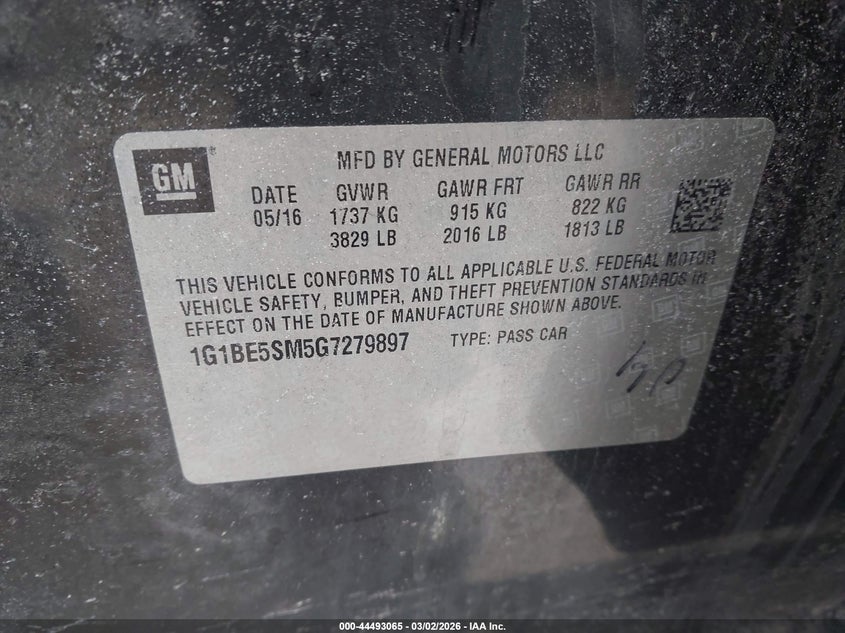 GM
MFD BY GENERAL MOTORS LLC
DATE GVWR GAWR FRT GAWR RR
05/16 1737 KG 915 KG 822 KG
3829 LB 2016 LB 1813 LB
THIS VEHICLE CONFORMS TO ALL APPLICABLE U.S. FEDERAL MOTOR
VEHICLE SAFETY, BUMPER, AND THEFT PREVENTION STANDARDS IN
EFFECT ON THE DATE OF MANUFACTURE SHOWN ABOVE.
1G1BE5SM5G7279897 TYPE: PASS CAR
000-44493065 - 03/02/2026 - IAA Inc.